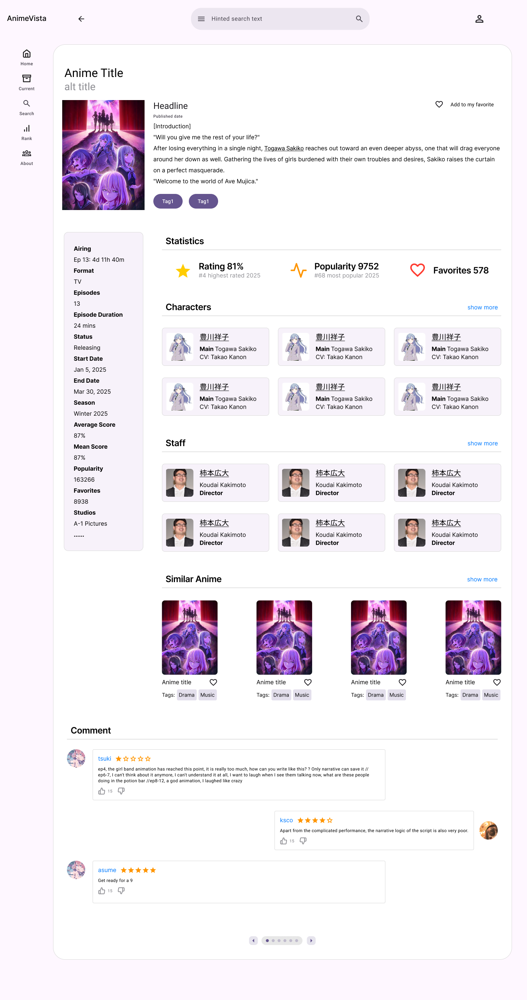 AnimeVista
Hinted search text
Home
Current
Search
Rank
About
Anime Title
alt title
Headline
Add to my favorite
Published date
[Introduction]
"Will you give me the rest of your life?"
After losing everything in a single night, Togawa Sakiko reaches out toward an even deeper abyss, one that will drag everyone
around her down as well. Gathering the lives of girls burdened with their own troubles and desires, Sakiko raises the curtain
on a perfect masquerade.
"Welcome to the world of Ave Mujica."
Tag1 Tag1
Airing
Ep 13: 4d 11h 40m
Format
TV
Episodes
13
Episode Duration
24 mins
Status
Releasing
Start Date
Jan 5, 2025
End Date
Mar 30, 2025
Season
Winter 2025
Average Score
87%
Mean Score
87%
Popularity
163266
Favorites
8938
Studios
A-1 Pictures
......
Statistics
Rating 81%
#4 highest rated 2025
Popularity 9752
#68 most popular 2025
Favorites 578
Characters show more
豊川祥子
Main Togawa Sakiko
CV: Takao Kanon
豊川祥子
Main Togawa Sakiko
CV: Takao Kanon
豊川祥子
Main Togawa Sakiko
CV: Takao Kanon
豊川祥子
Main Togawa Sakiko
CV: Takao Kanon
豊川祥子
Main Togawa Sakiko
CV: Takao Kanon
豊川祥子
Main Togawa Sakiko
CV: Takao Kanon
Staff show more
柿本広大
Koudai Kakimoto
Director
柿本広大
Koudai Kakimoto
Director
柿本広大
Koudai Kakimoto
Director
柿本広大
Koudai Kakimoto
Director
柿本広大
Koudai Kakimoto
Director
柿本広大
Koudai Kakimoto
Director
Similar Anime show more
Anime title
Tags: Drama Music
Anime title
Tags: Drama Music
Anime title
Tags: Drama Music
Anime title
Tags: Drama Music
Comment
tsuki
ep4, the girl band animation has reached this point, it is really too much, how can you write like this? ? Only narrative can save it //
ep6-7, I can't think about it anymore, I can't understand it at all, I want to laugh when I see them talking now, what are these people
doing in the potion bar //ep8-12, a god animation, I laughed like crazy
15
ksco
Apart from the complicated performance, the narrative logic of the script is also very poor.
15
asume
Get ready for a 9
15